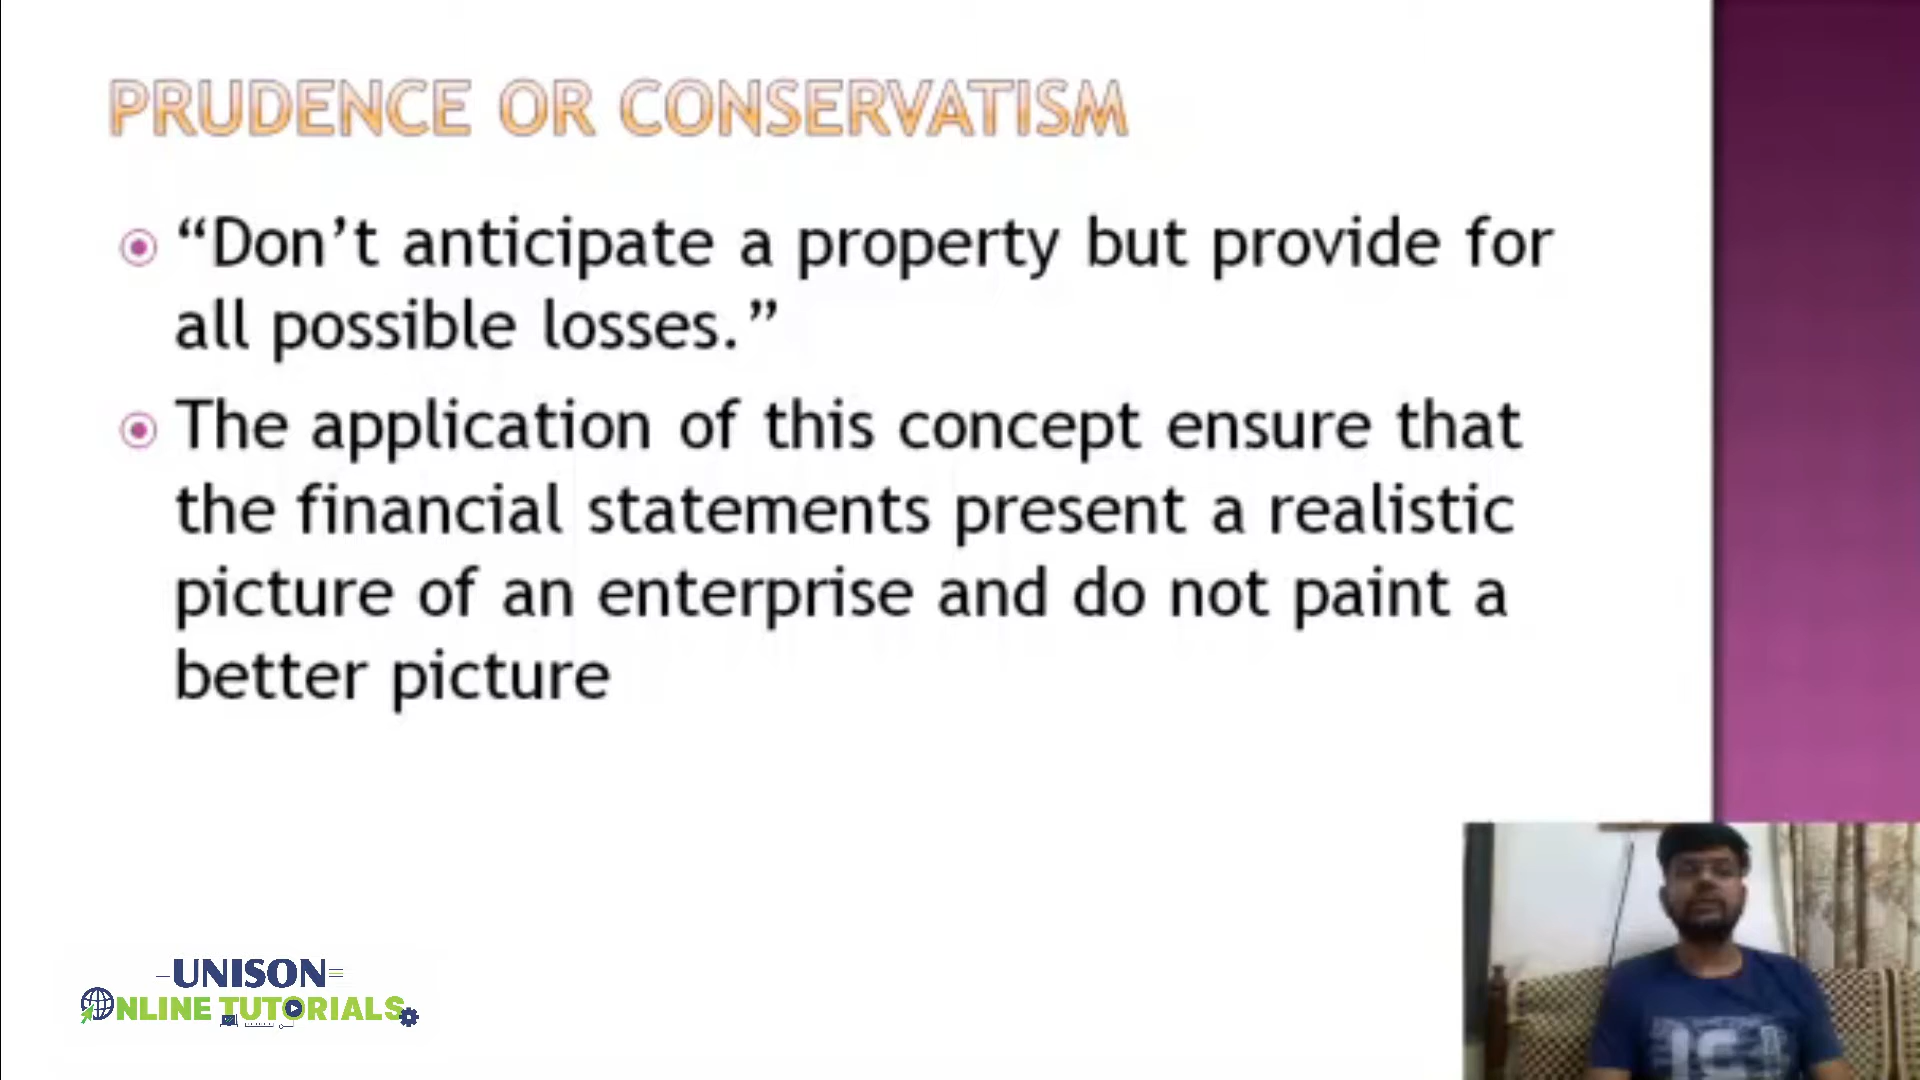 PRUDENCE OR CONSERVATISM
“Don’t anticipate a property but provide for
all possible losses.”
The application of this concept ensure that
the financial statements present a realistic
picture of an enterprise and do not paint a
better picture
UNISON
ONLINE TUTORIALS